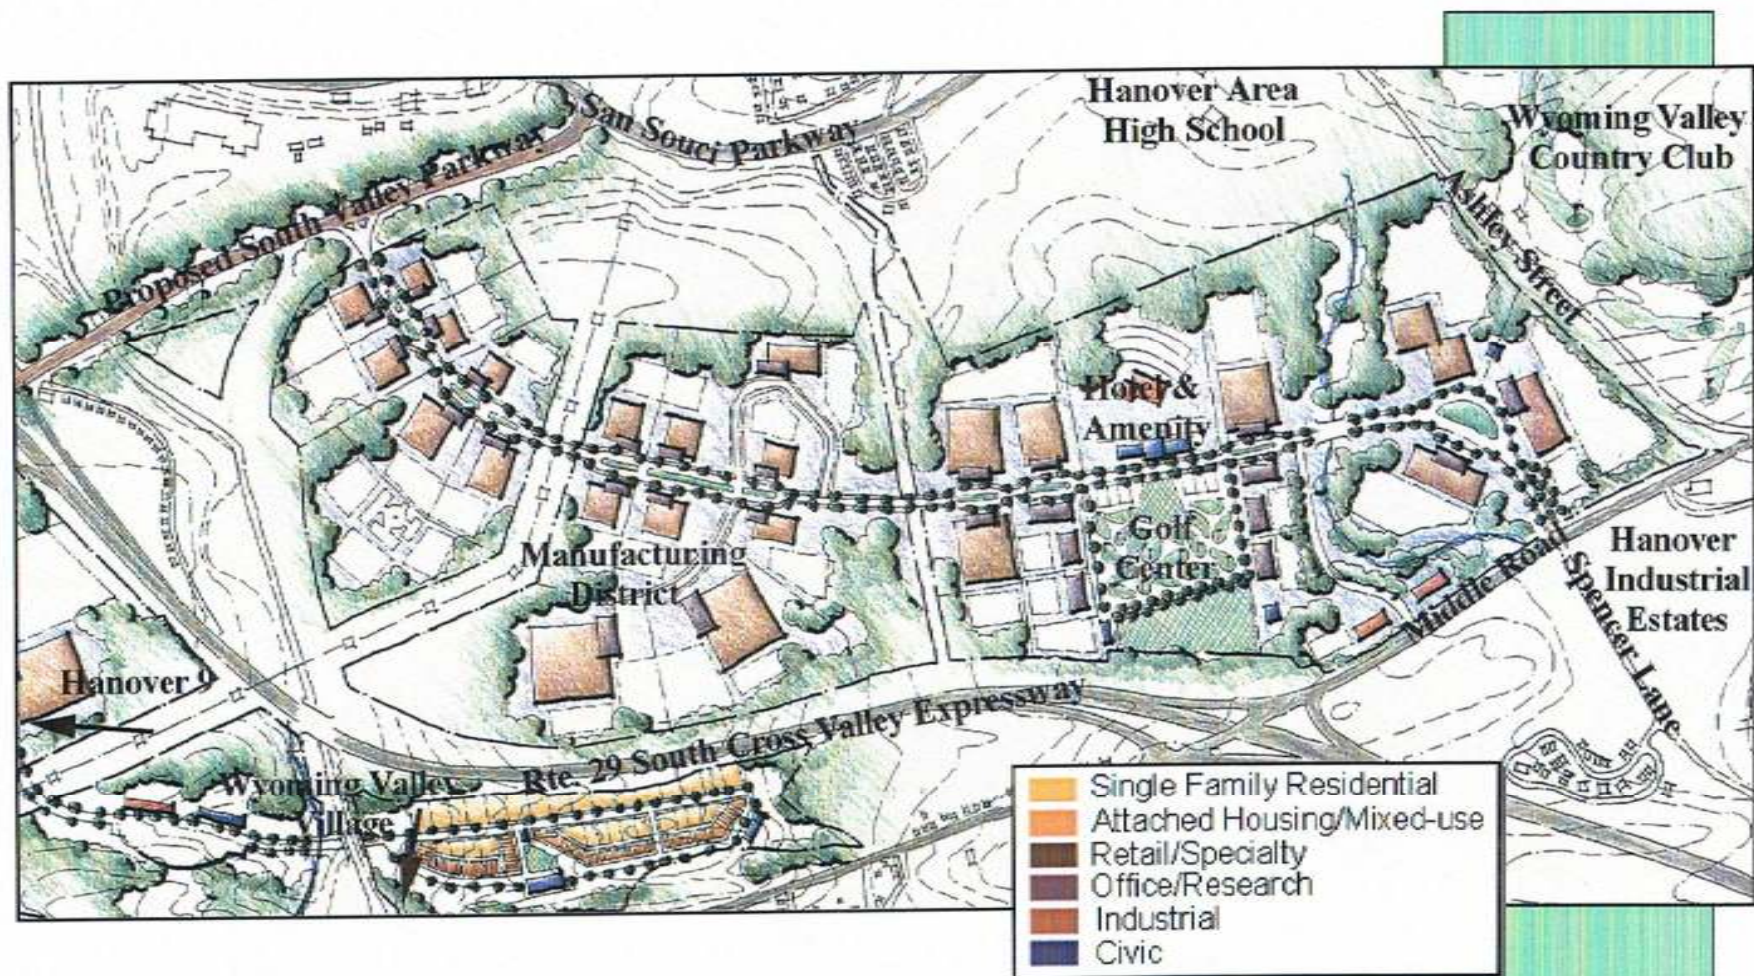 Hanover Area
High School
Wyoming Valley
Country Club
San Souci Parkway
Proposed South Valley Parkway
Ashley Street
Hotel &
Amenity
Golf
Center
Manufacturing
District
Middle Road
Spencer Lane
Hanover
Industrial
Estates
Hanover 9
Rte. 29 South Cross Valley Expressway
Wyoming Valley
Village
Single Family Residential
Attached Housing/Mixed-use
Retail/Specialty
Office/Research
Industrial
Civic